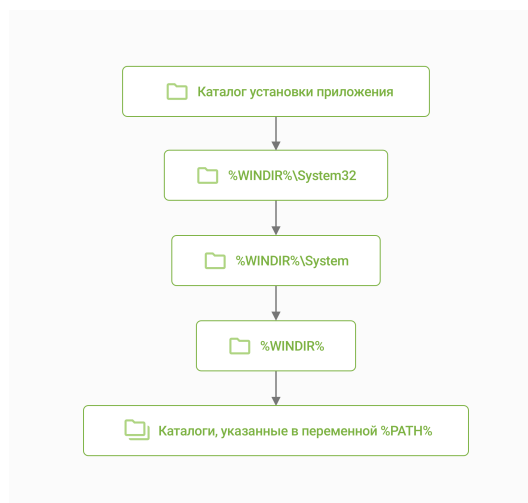 Каталог установки приложения
%WINDIR%\System32
%WINDIR%\System
%WINDIR%
Каталоги, указанные в переменной %PATH%